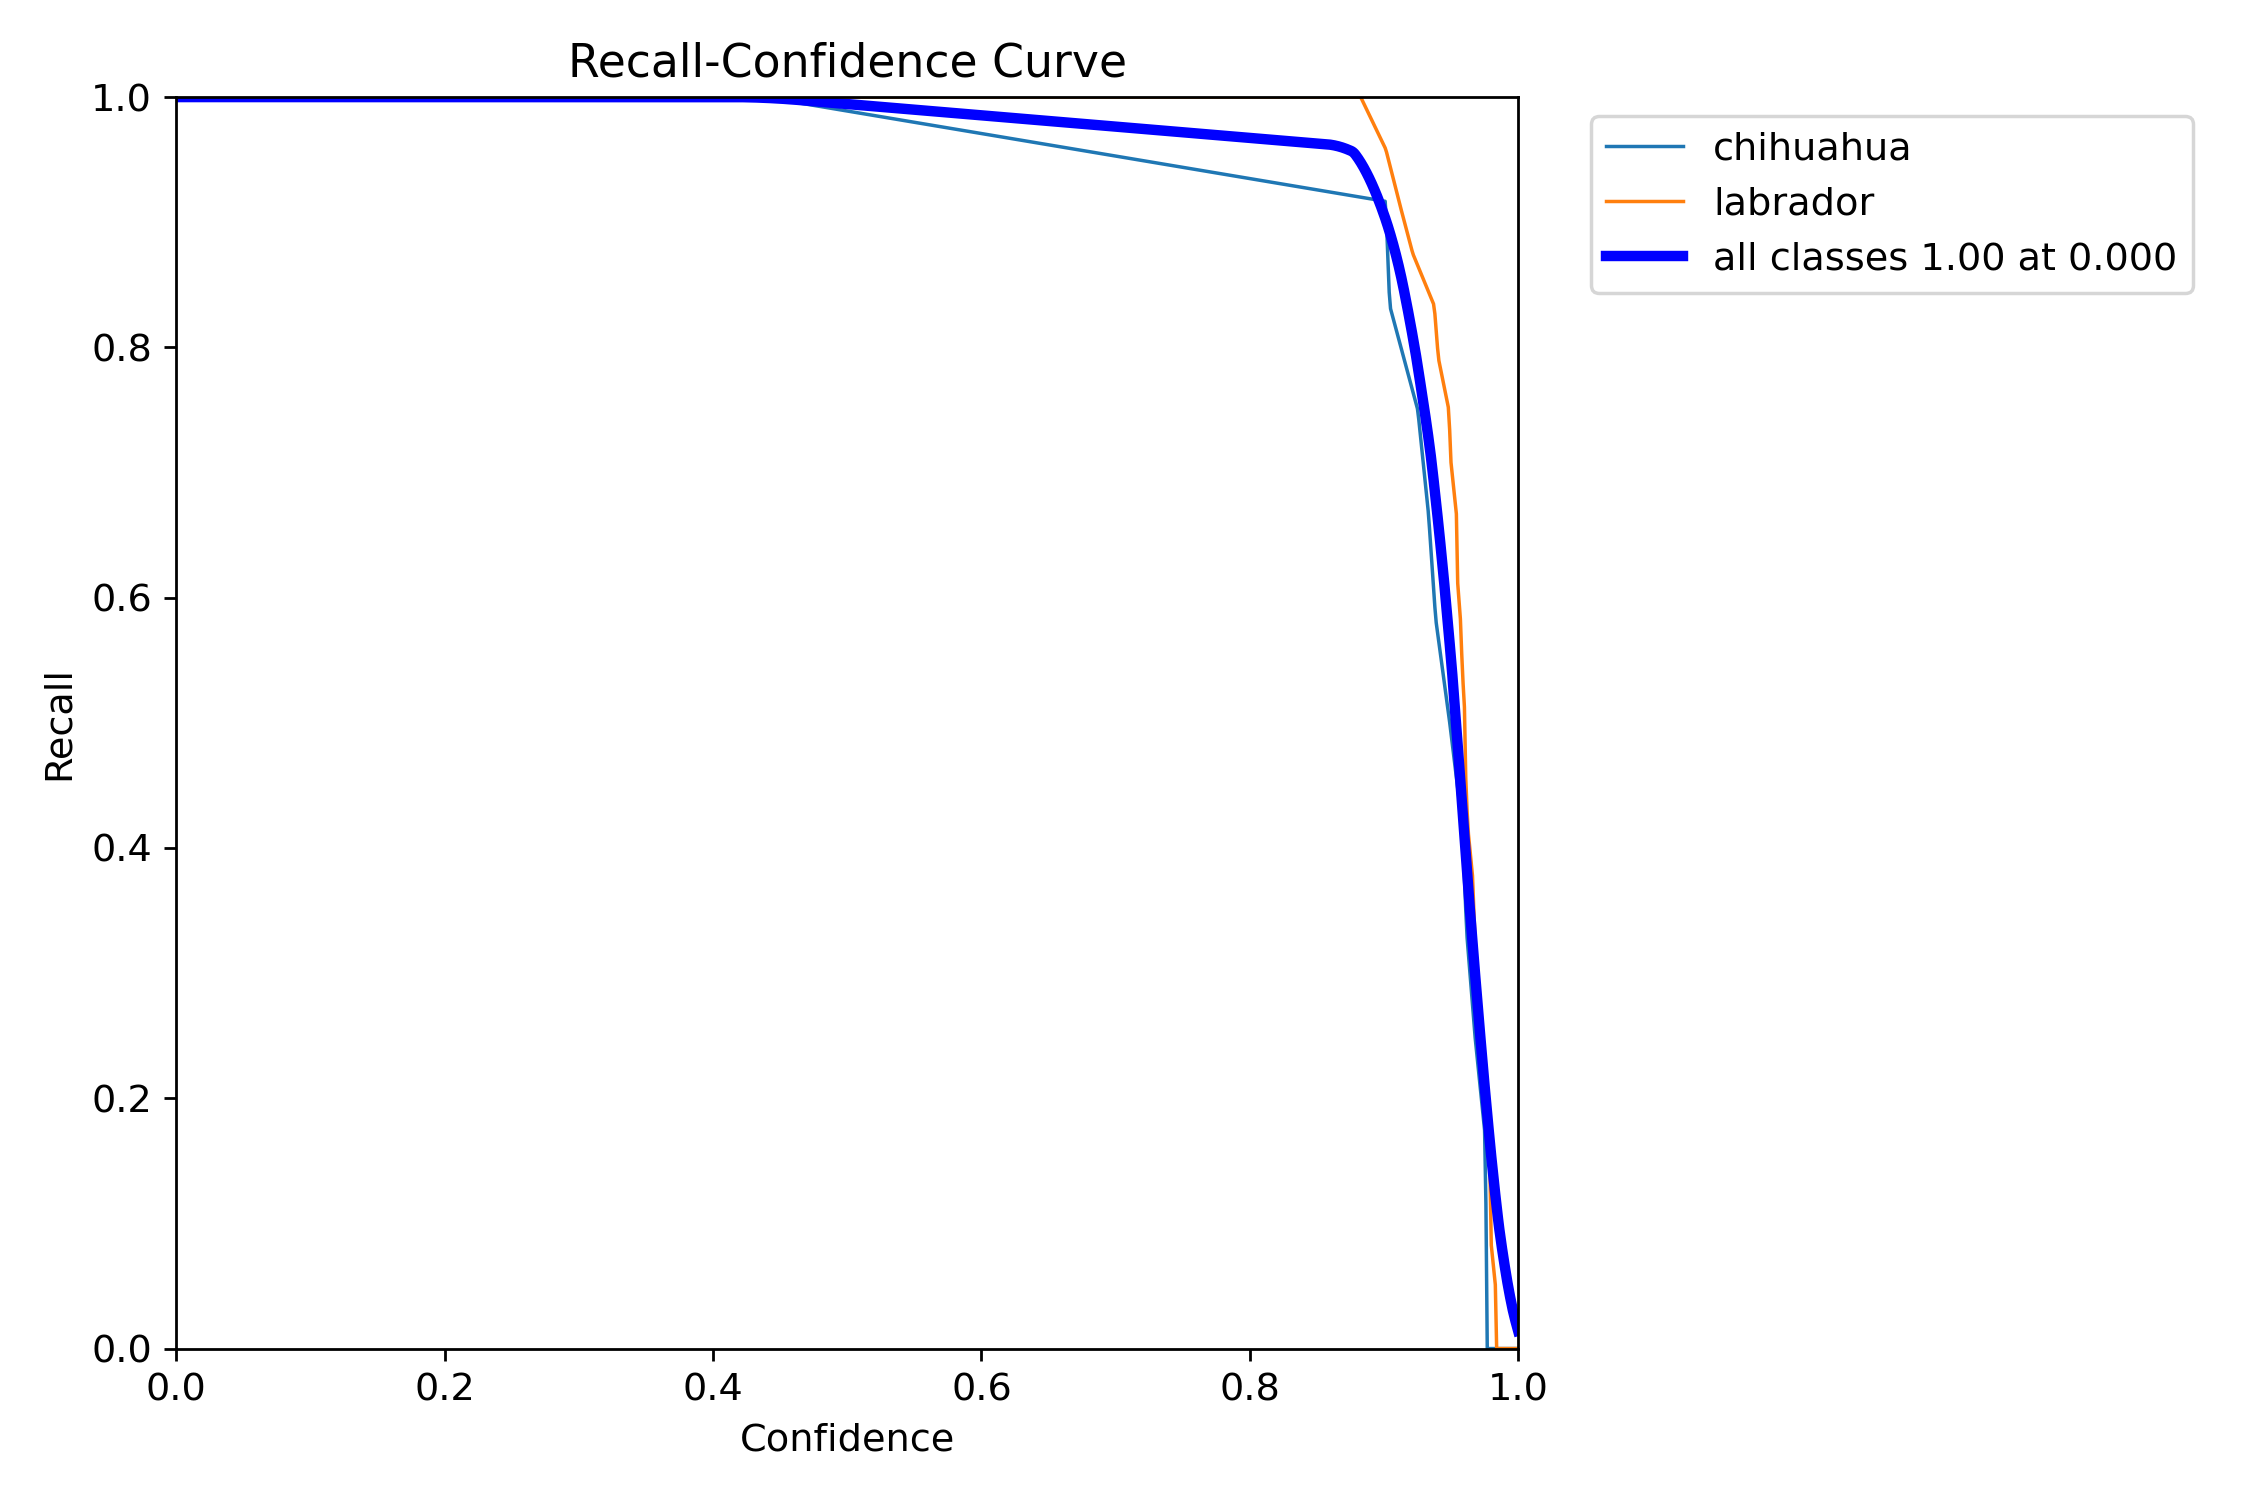 Recall-Confidence Curve
1.0
0.8
0.6
0.4
0.2
0.0
Recall
0.0 0.2 0.4 0.6 0.8 1.0
Confidence
chihuahua
labrador
all classes 1.00 at 0.000